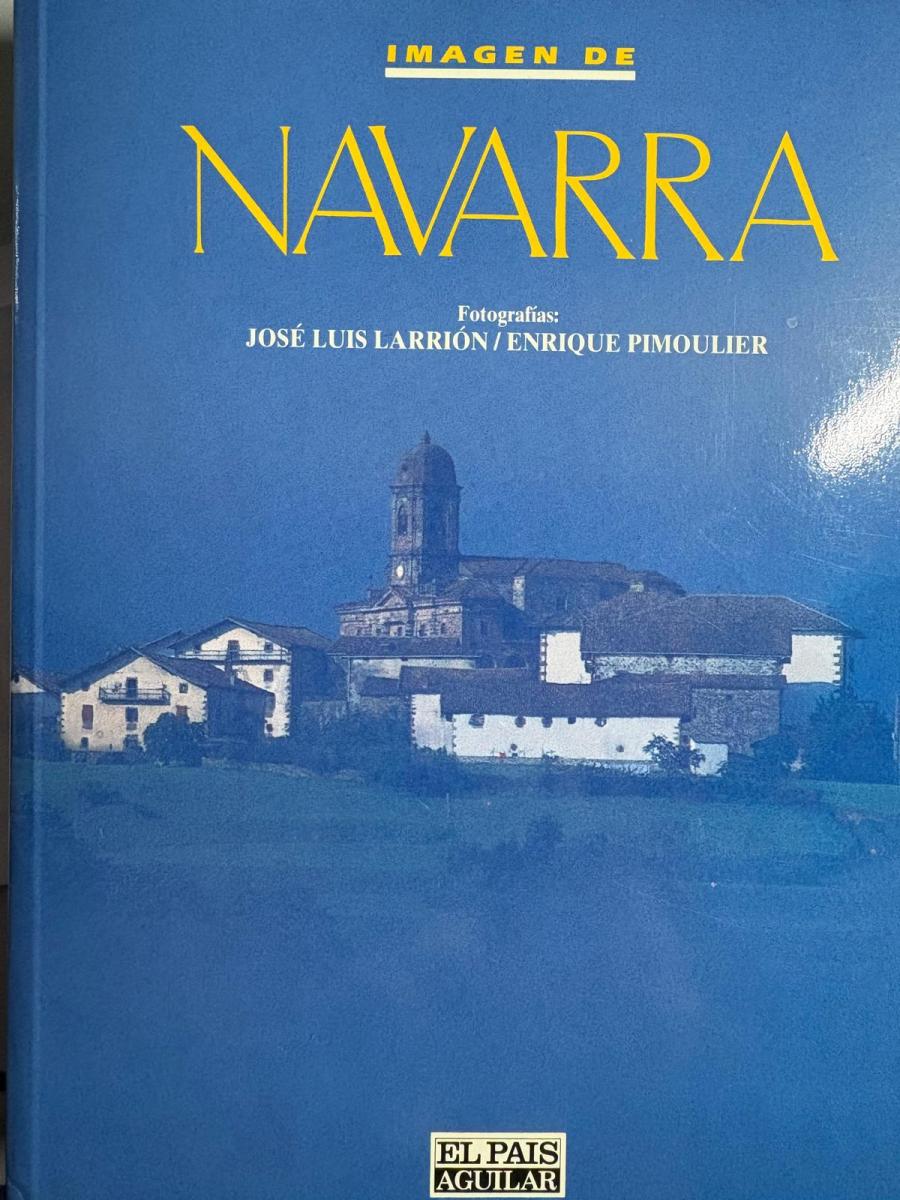 IMAGEN DE
NAVARRA
Fotografías:
JOSÉ LUIS LARRIÓN / ENRIQUE PIMOULIER
EL PAIS
AGUILAR